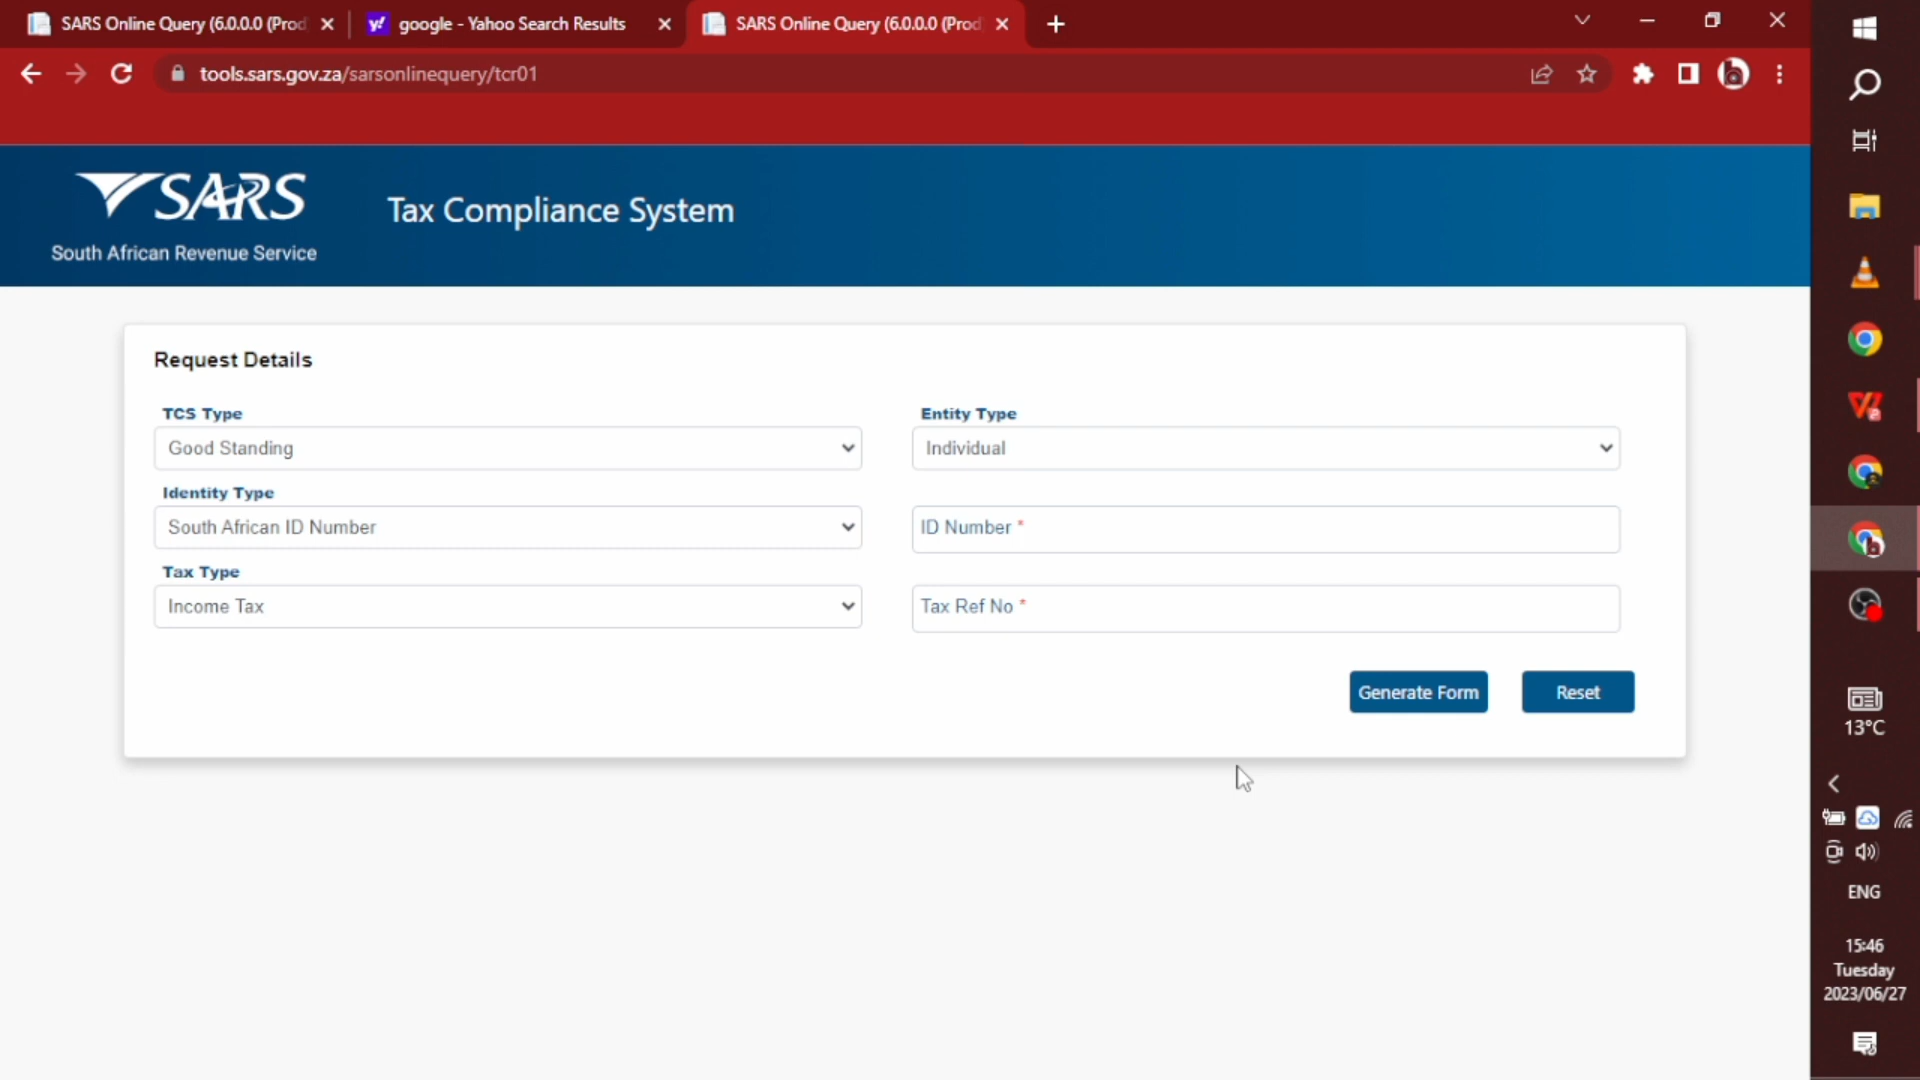 SARS Online Query (6.0.0.0 (Prod
google - Yahoo Search Results
SARS Online Query (6.0.0.0 (Prod
tools.sars.gov.za/sarsonlinequery/tcr01
SARS
South African Revenue Service
Tax Compliance System
Request Details
TCS Type
Good Standing
Entity Type
Individual
Identity Type
South African ID Number
ID Number *
Tax Type
Income Tax
Tax Ref No *
Generate Form
Reset
13°C
ENG
15:46
Tuesday
2023/06/27